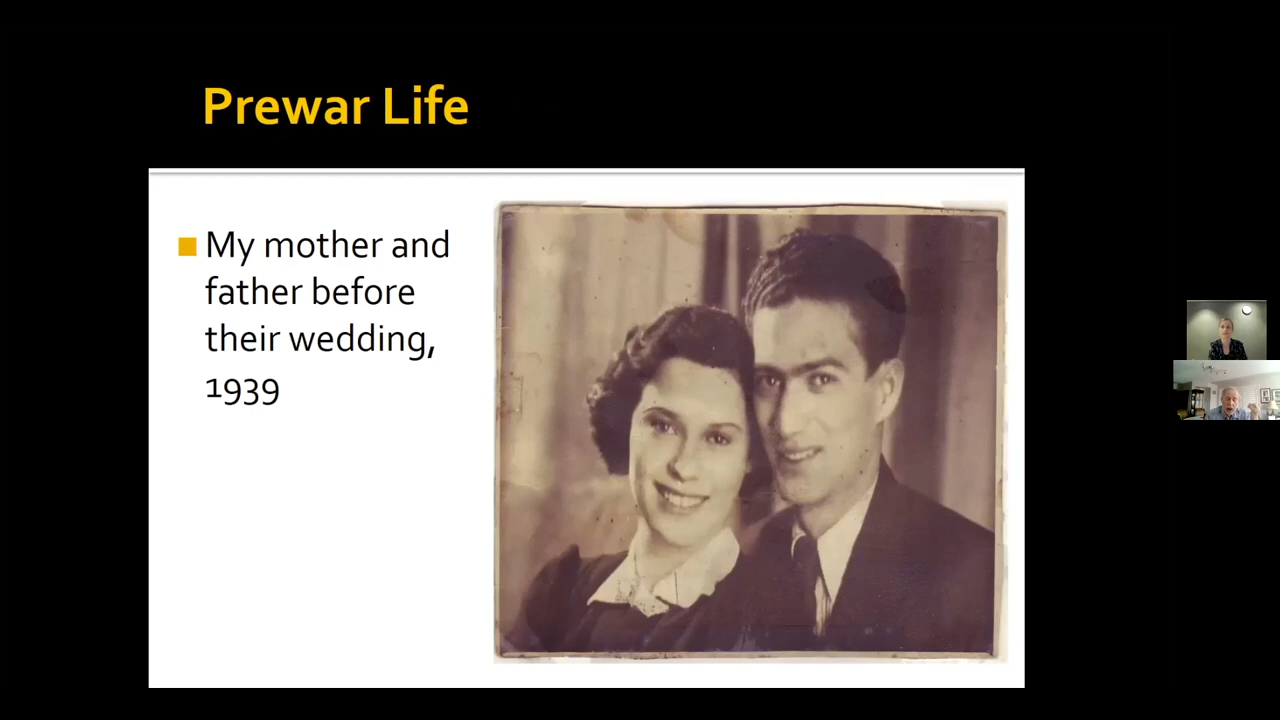 Prewar Life
My mother and
father before
their wedding,
1939